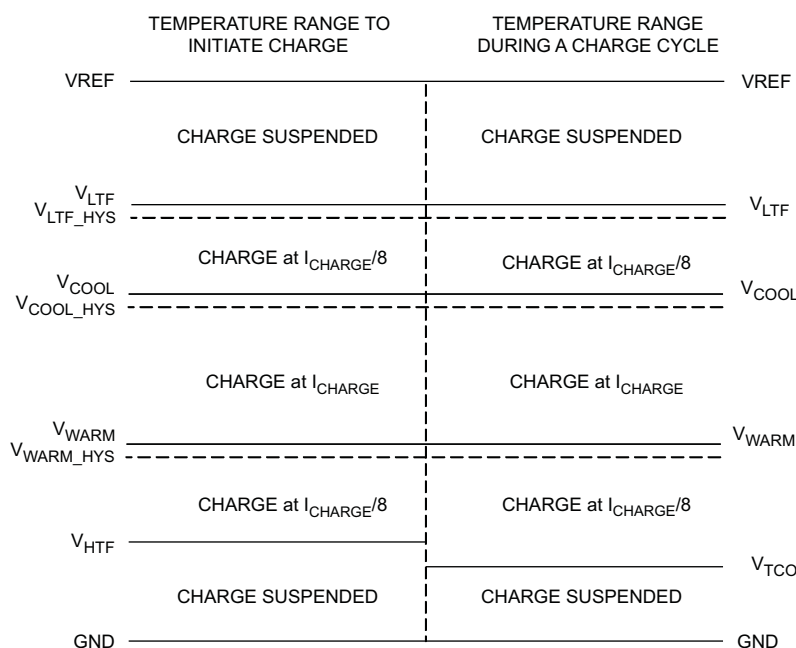 TEMPERATURE RANGE TO
INITIATE CHARGE
TEMPERATURE RANGE
DURING A CHARGE CYCLE
VREF
VREF
CHARGE SUSPENDED
CHARGE SUSPENDED
VLTF
VLTF_HYS
VLTF
CHARGE at ICHARGE/8
CHARGE at ICHARGE/8
VCOOL
VCOOL_HYS
VCOOL
CHARGE at ICHARGE
CHARGE at ICHARGE
VWARM
VWARM_HYS
VWARM
CHARGE at ICHARGE/8
CHARGE at ICHARGE/8
VHTF
VTCO
CHARGE SUSPENDED
CHARGE SUSPENDED
GND
GND